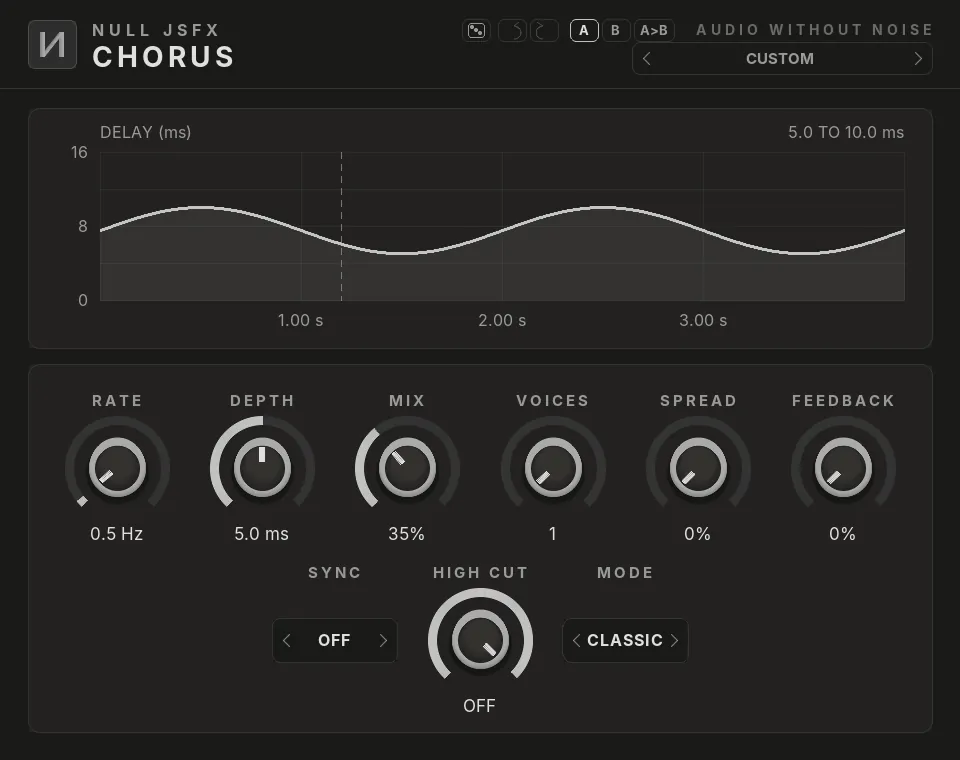 NULL JSFX
CHORUS
A B A>B AUDIO WITHOUT NOISE
CUSTOM
DELAY (ms) 5.0 TO 10.0 ms
16
8
0
1.00 s 2.00 s 3.00 s
RATE DEPTH MIX VOICES SPREAD FEEDBACK
0.5 Hz 5.0 ms 35% 1 0% 0%
SYNC HIGH CUT MODE
OFF CLASSIC
OFF